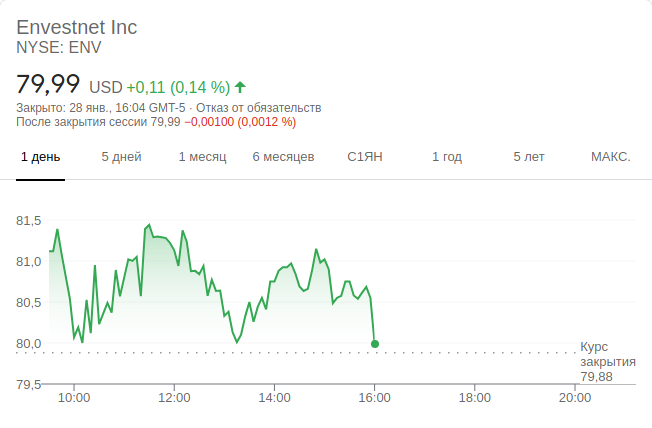 Envestnet Inc
NYSE: ENV
79,99 USD +0,11 (0,14 %) ↑
Закрыто: 28 янв., 16:04 GMT-5 · Отказ от обязательств
После закрытия сессии 79,99 −0,00100 (0,0012 %)
1 день 5 дней 1 месяц 6 месяцев С1ЯН 1 год 5 лет МАКС.
81,5
81,0
80,5
80,0
Курс
закрытия
79,88
79,5
10:00 12:00 14:00 16:00 18:00 20:00